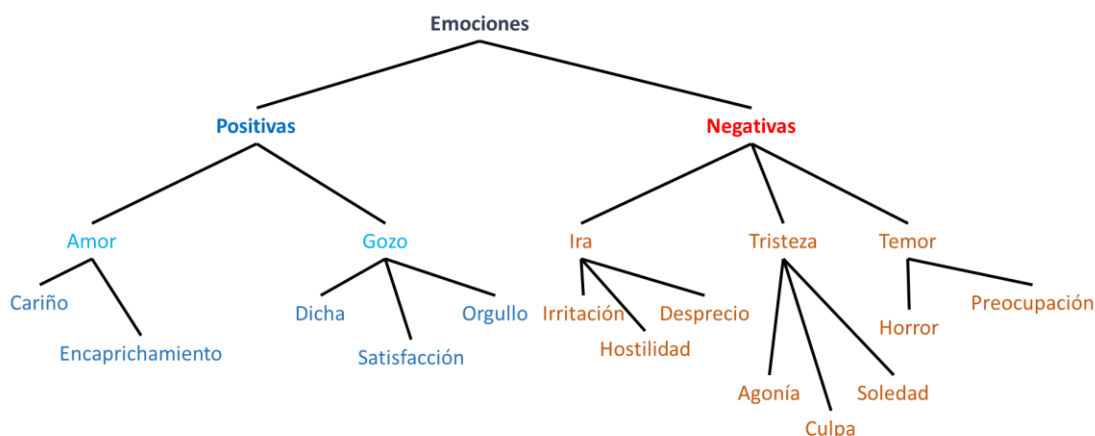 Emociones
Positivas
Negativas
Amor
Gozo
Ira
Tristeza
Temor
Cariño
Encaprichamiento
Dicha
Satisfacción
Orgullo
Irritación
Hostilidad
Desprecio
Agonía
Culpa
Soledad
Horror
Preocupación